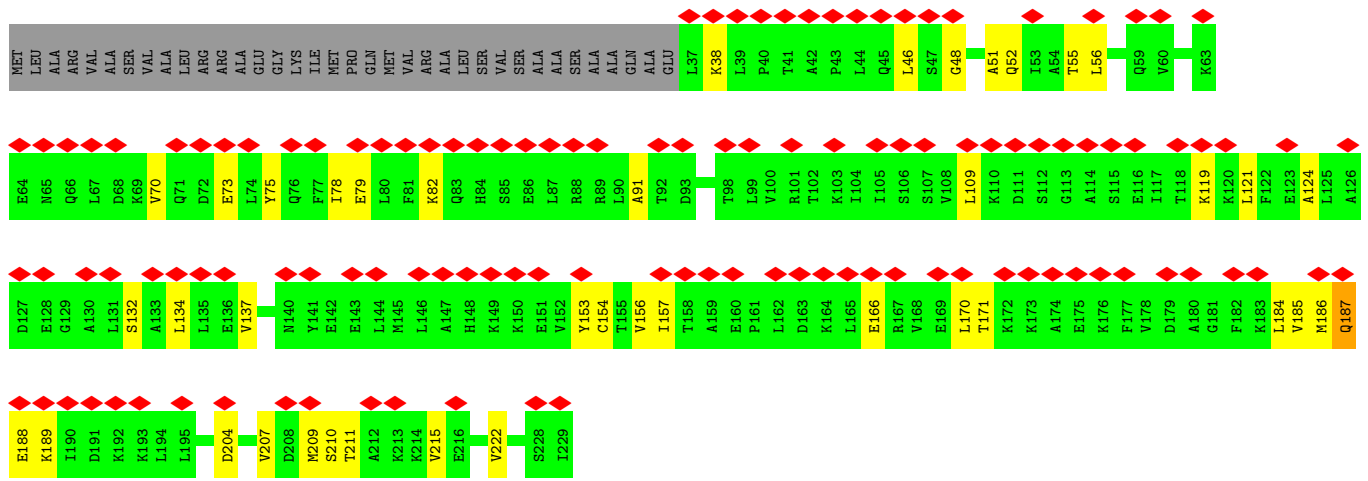 MET LEU ALA ARG VAL ALA SER VAL ALA LEU ARG ARG ALA GLU GLY LYS ILE MET PRO GLN MET VAL ARG ALA LEU SER VAL SER ALA ALA SER ALA ALA GLN ALA GLU L37 K38 L39 P40 T41 A42 P43 L44 Q45 L46 S47 G48 A51 Q52 I53 A54 T55 L56 Q59 V60 K63
E64 N65 Q66 L67 D68 K69 V70 Q71 D72 E73 L74 Y75 Q76 F77 I78 E79 L80 F81 K82 Q83 H84 S85 E86 L87 R88 R89 L90 A91 T92 D93 T98 L99 V100 R101 T102 K103 I104 I105 S106 S107 V108 L109 K110 D111 S112 G113 A114 S115 E116 I117 T118 K119 K120 L121 F122 E123 A124 L125 A126
D127 E128 G129 A130 L131 S132 A133 L134 L135 E136 V137 N140 Y141 E142 E143 L144 M145 L146 A147 H148 K149 K150 E151 V152 Y153 C154 T155 V156 I157 T158 A159 E160 P161 L162 D163 K164 L165 E166 R167 V168 E169 L170 T171 K172 K173 A174 E175 K176 F177 V178 D179 A180 G181 F182 K183 L184 V185 M186 Q187
E188 K189 I190 D191 K192 K193 L194 L195 D204 V207 D208 M209 S210 T211 A212 K213 K214 V215 E216 V222 S228 I229